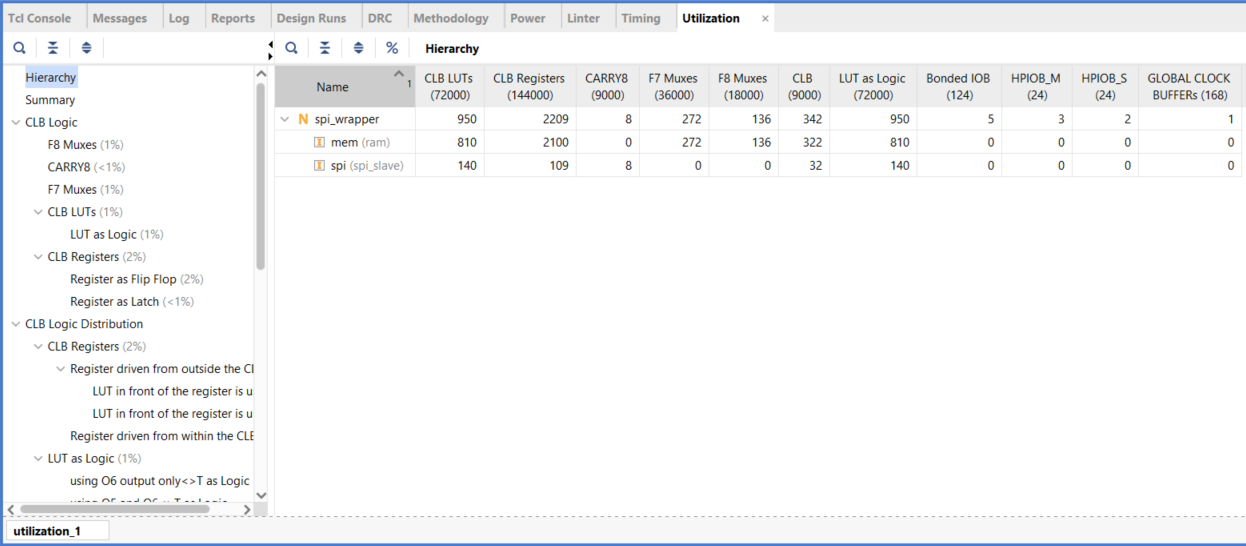 Tcl Console Messages Log Reports Design Runs DRC Methodology Power Linter Timing Utilization ×
% Hierarchy
Hierarchy
Summary
CLB Logic
F8 Muxes (1%)
CARRY8 (<1%)
F7 Muxes (1%)
CLB LUTs (1%)
LUT as Logic (1%)
CLB Registers (2%)
Register as Flip Flop (2%)
Register as Latch (<1%)
CLB Logic Distribution
CLB Registers (2%)
Register driven from outside the Cl
LUT in front of the register is u
LUT in front of the register is u
Register driven from within the CLE
LUT as Logic (1%)
using O6 output only<>T as Logic
Name 1 CLB LUTs (72000) CLB Registers (144000) CARRY8 (9000) F7 Muxes (36000) F8 Muxes (18000) CLB (9000) LUT as Logic (72000) Bonded IOB (124) HPIOB_M (24) HPIOB_S (24) GLOBAL CLOCK BUFFERs (168)
N spi_wrapper 950 2209 8 272 136 342 950 5 3 2 1
I mem (ram) 810 2100 0 272 136 322 810 0 0 0 0
I spi (spi_slave) 140 109 8 0 0 32 140 0 0 0 0
utilization_1